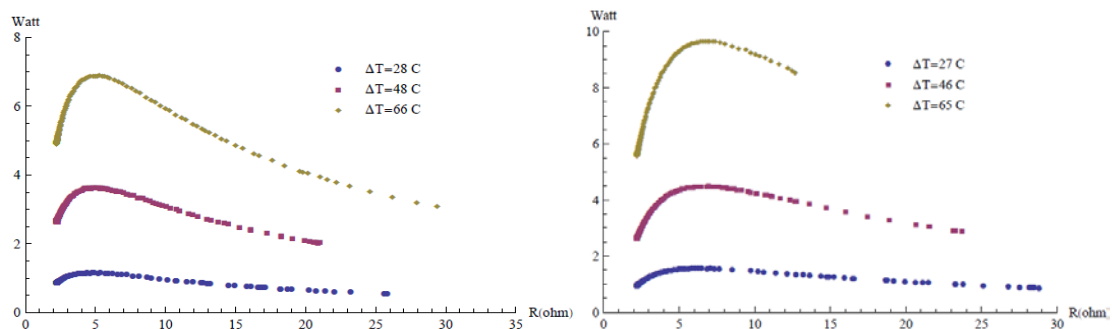 Watt
8
6
4
2
0
0 5 10 15 20 25 30 35
R(ohm)
ΔT=28 C
ΔT=48 C
ΔT=66 C
Watt
10
8
6
4
2
0
0 5 10 15 20 25 30
R(ohm)
ΔT=27 C
ΔT=46 C
ΔT=65 C